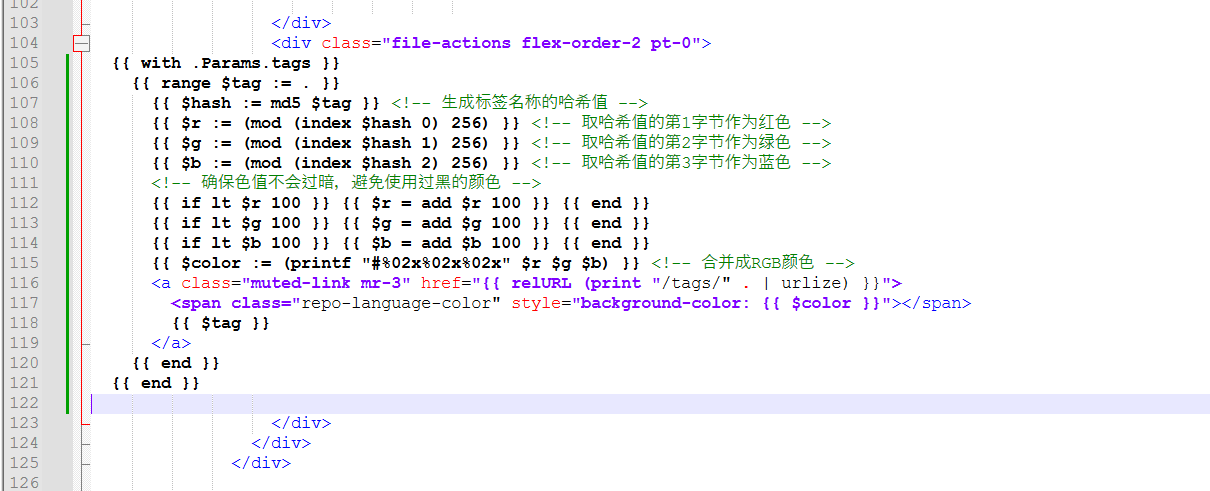 102
103 </div>
104 <div class="file-actions flex-order-2 pt-0">
105 {{ with .Params.tags }}
106 {{ range $tag := . }}
107 {{ $hash := md5 $tag }} <!-- 生成标签名称的哈希值 -->
108 {{ $r := (mod (index $hash 0) 256) }} <!-- 取哈希值的第1字节作为红色 -->
109 {{ $g := (mod (index $hash 1) 256) }} <!-- 取哈希值的第2字节作为绿色 -->
110 {{ $b := (mod (index $hash 2) 256) }} <!-- 取哈希值的第3字节作为蓝色 -->
111 <!-- 确保色值不会过暗, 避免使用过黑的颜色 -->
112 {{ if lt $r 100 }} {{ $r = add $r 100 }} {{ end }}
113 {{ if lt $g 100 }} {{ $g = add $g 100 }} {{ end }}
114 {{ if lt $b 100 }} {{ $b = add $b 100 }} {{ end }}
115 {{ $color := (printf "#%02x%02x%02x" $r $g $b) }} <!-- 合并成RGB颜色 -->
116 <a class="muted-link mr-3" href="{{ relURL (print "/tags/" . | urlize) }}">
117 <span class="repo-language-color" style="background-color: {{ $color }}"></span>
118 {{ $tag }}
119 </a>
120 {{ end }}
121 {{ end }}
122
123 </div>
124 </div>
125 </div>
126